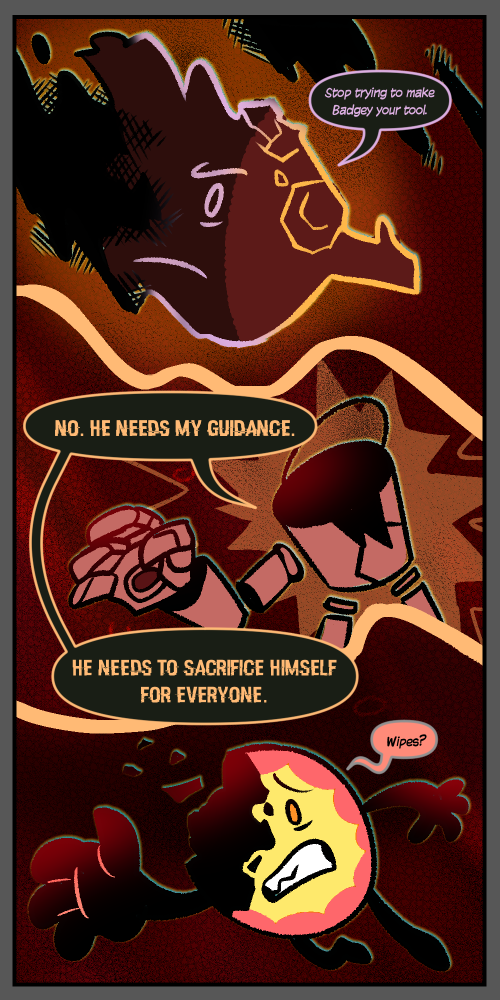 Stop trying to make
Badgey your tool.
NO. HE NEEDS MY GUIDANCE.
HE NEEDS TO SACRIFICE HIMSELF
FOR EVERYONE.
Wipes?